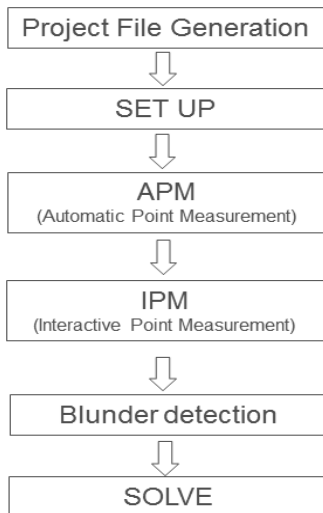 Project File Generation
SET UP
APM
(Automatic Point Measurement)
IPM
(Interactive Point Measurement)
Blunder detection
SOLVE